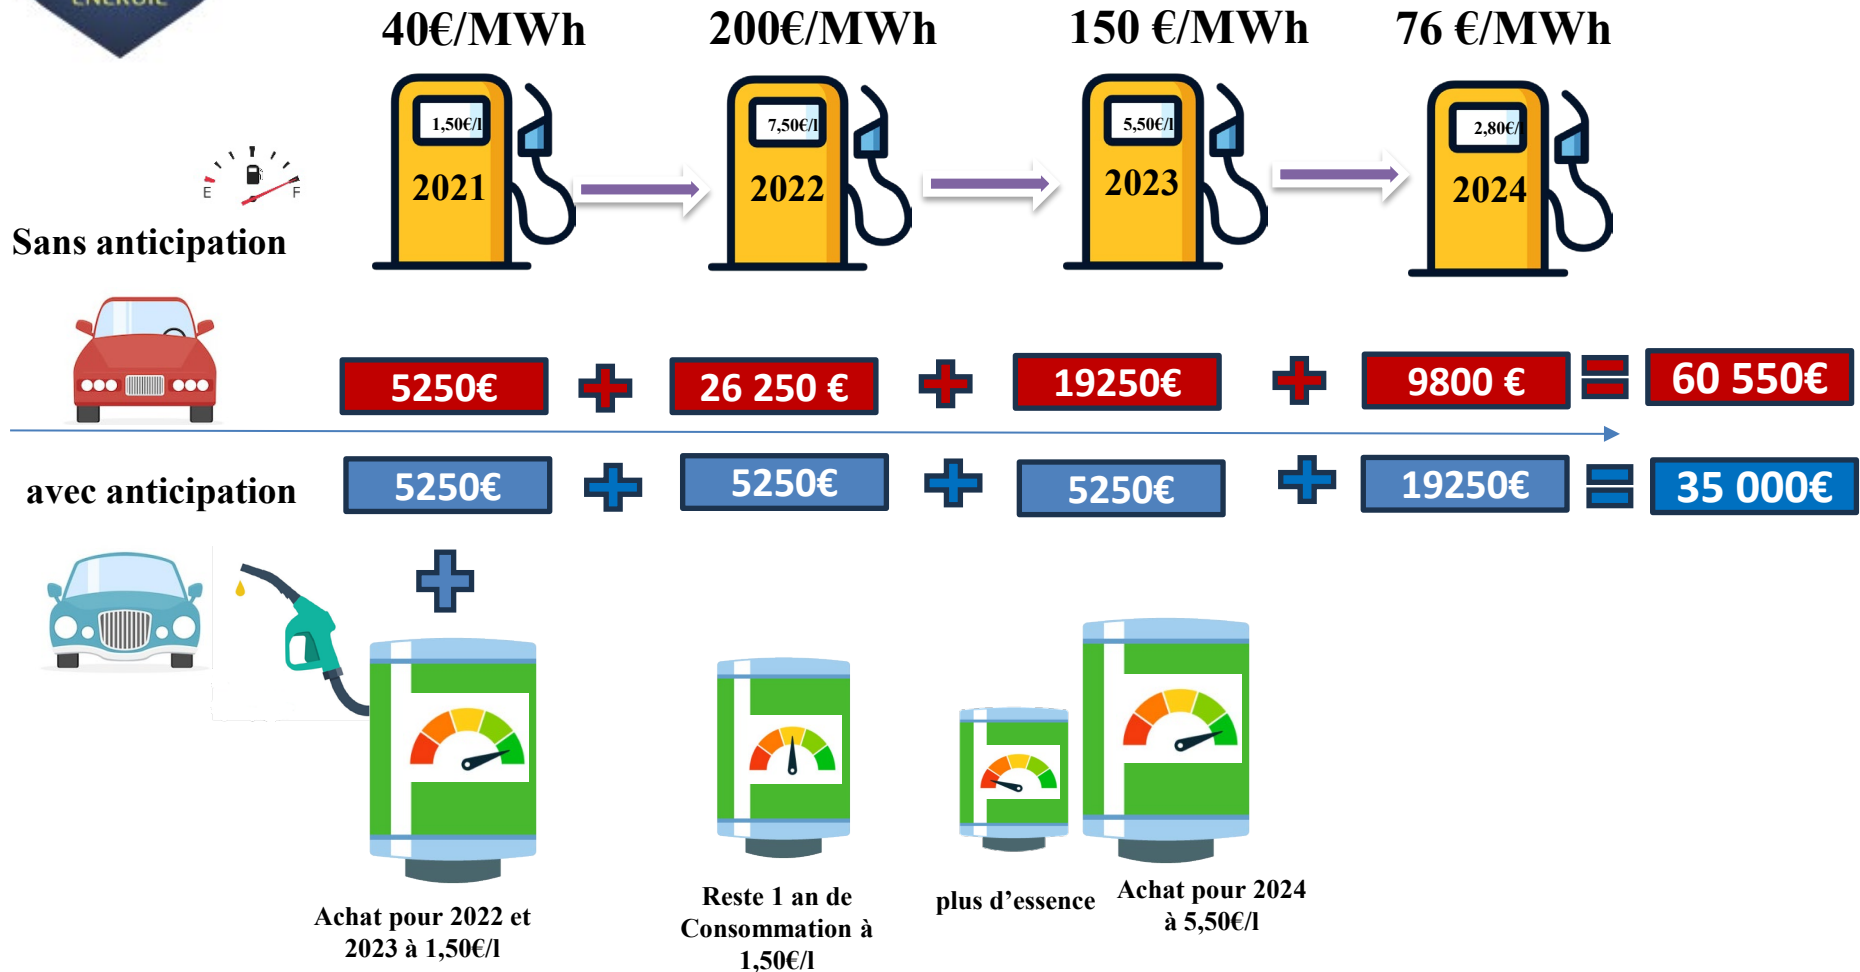 ÉNERGIE
40€/MWh
200€/MWh
150 €/MWh
76 €/MWh
1,50€/l
7,50€/l
5,50€/l
2,80€/l
2021
2022
2023
2024
E
F
Sans anticipation
5250€
26 250 €
19250€
9800 €
60 550€
avec anticipation
5250€
5250€
5250€
19250€
35 000€
Achat pour 2022 et
2023 à 1,50€/l
Reste 1 an de
Consommation à
1,50€/l
plus d’essence
Achat pour 2024
à 5,50€/l